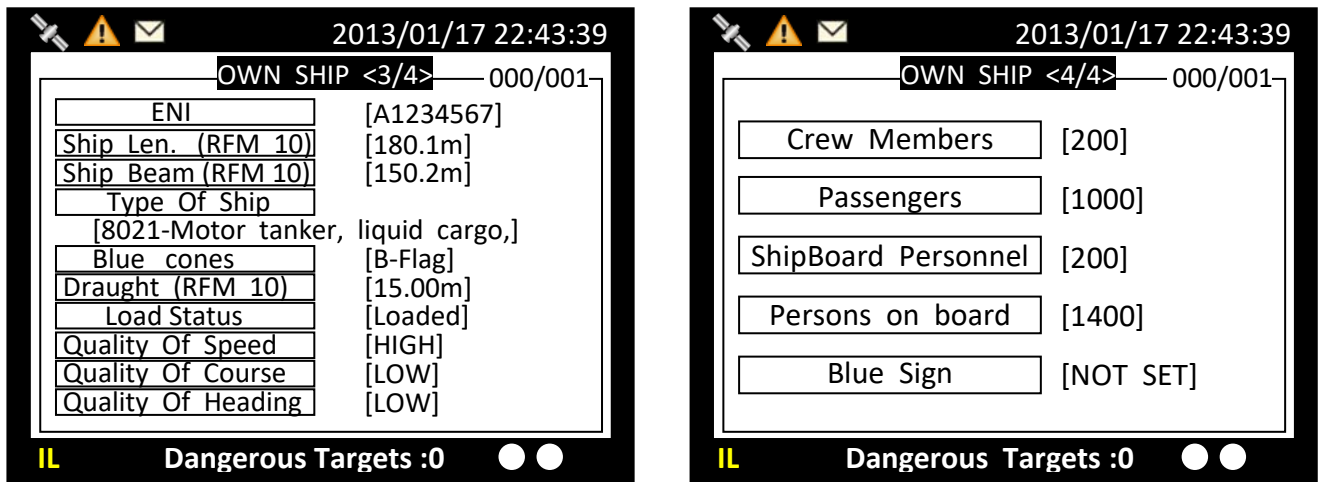 2013/01/17 22:43:39
OWN SHIP <3/4> 000/001
ENI [A1234567]
Ship Len. (RFM 10) [180.1m]
Ship Beam (RFM 10) [150.2m]
Type Of Ship
[8021-Motor tanker, liquid cargo,]
Blue cones [B-Flag]
Draught (RFM 10) [15.00m]
Load Status [Loaded]
Quality Of Speed [HIGH]
Quality Of Course [LOW]
Quality Of Heading [LOW]
IL Dangerous Targets :0
2013/01/17 22:43:39
OWN SHIP <4/4> 000/001
Crew Members [200]
Passengers [1000]
ShipBoard Personnel [200]
Persons on board [1400]
Blue Sign [NOT SET]
IL Dangerous Targets :0